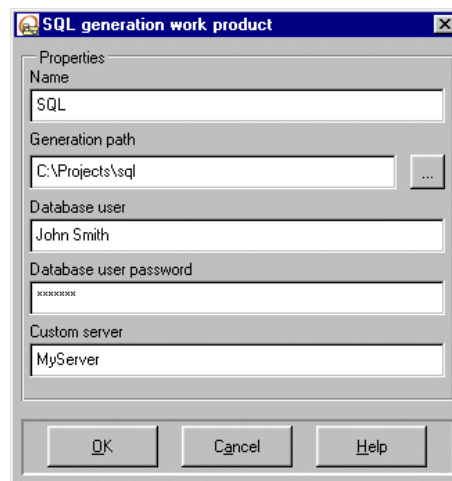 SQL generation work product
Properties
Name
SQL
Generation path
C:\Projects\sql
...
Database user
John Smith
Database user password
*******
Custom server
MyServer
OK
Cancel
Help